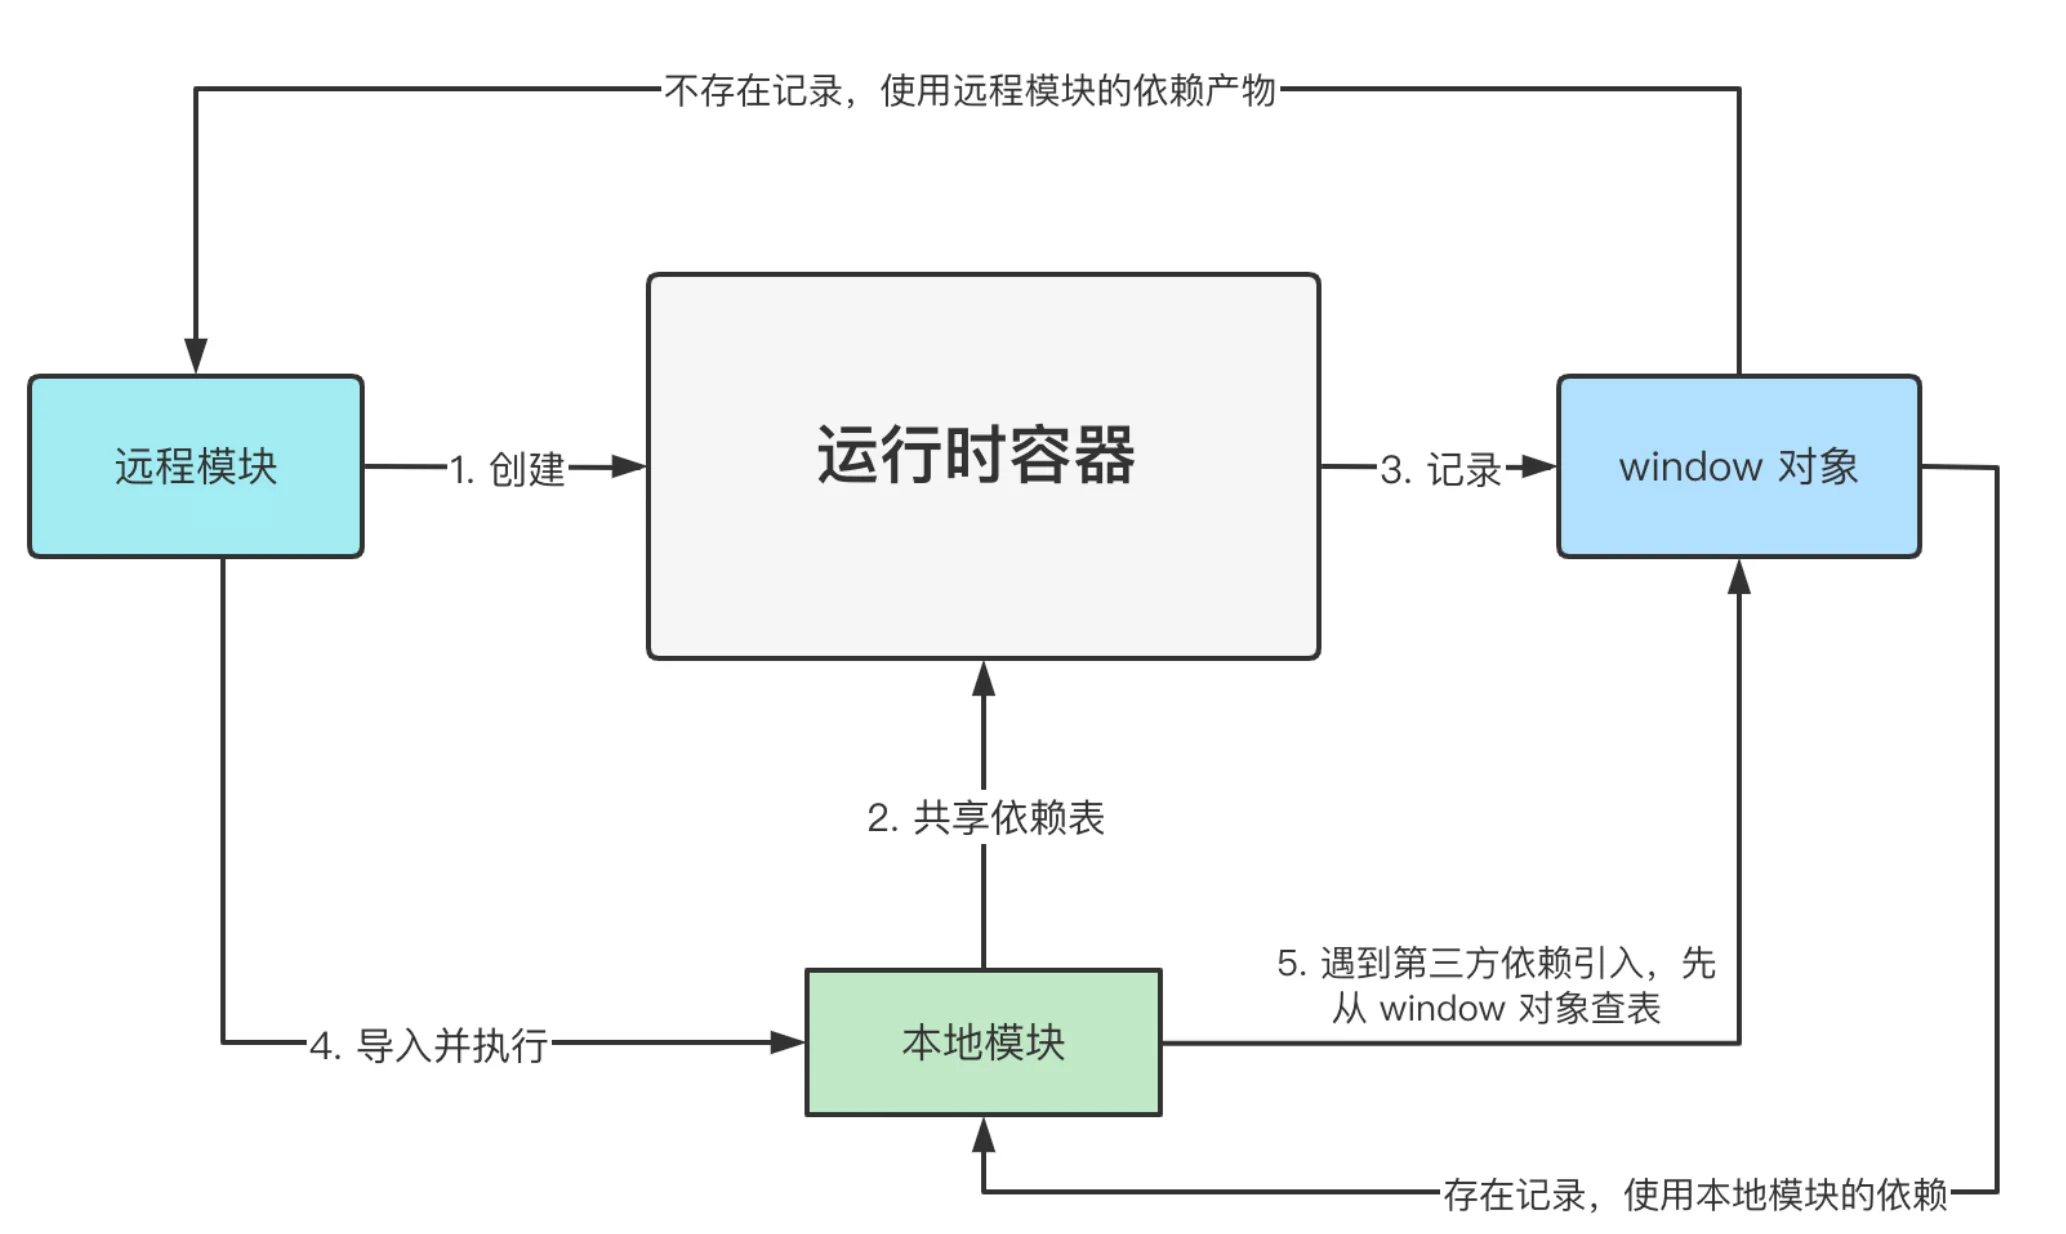 不存在记录，使用远程模块的依赖产物
远程模块
1. 创建
运行时容器
3. 记录
window 对象
2. 共享依赖表
5. 遇到第三方依赖引入，先
从 window 对象查表
4. 导入并执行
本地模块
存在记录，使用本地模块的依赖